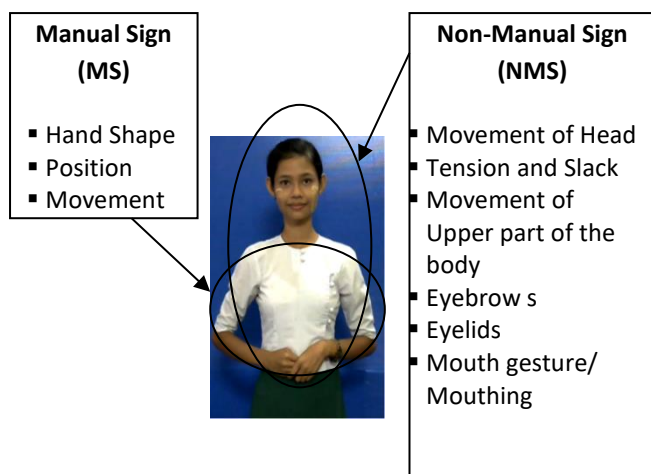 Manual Sign
(MS)
▪ Hand Shape
▪ Position
▪ Movement
Non-Manual Sign
(NMS)
▪ Movement of Head
▪ Tension and Slack
▪ Movement of
Upper part of the
body
▪ Eyebrow s
▪ Eyelids
▪ Mouth gesture/
Mouthing